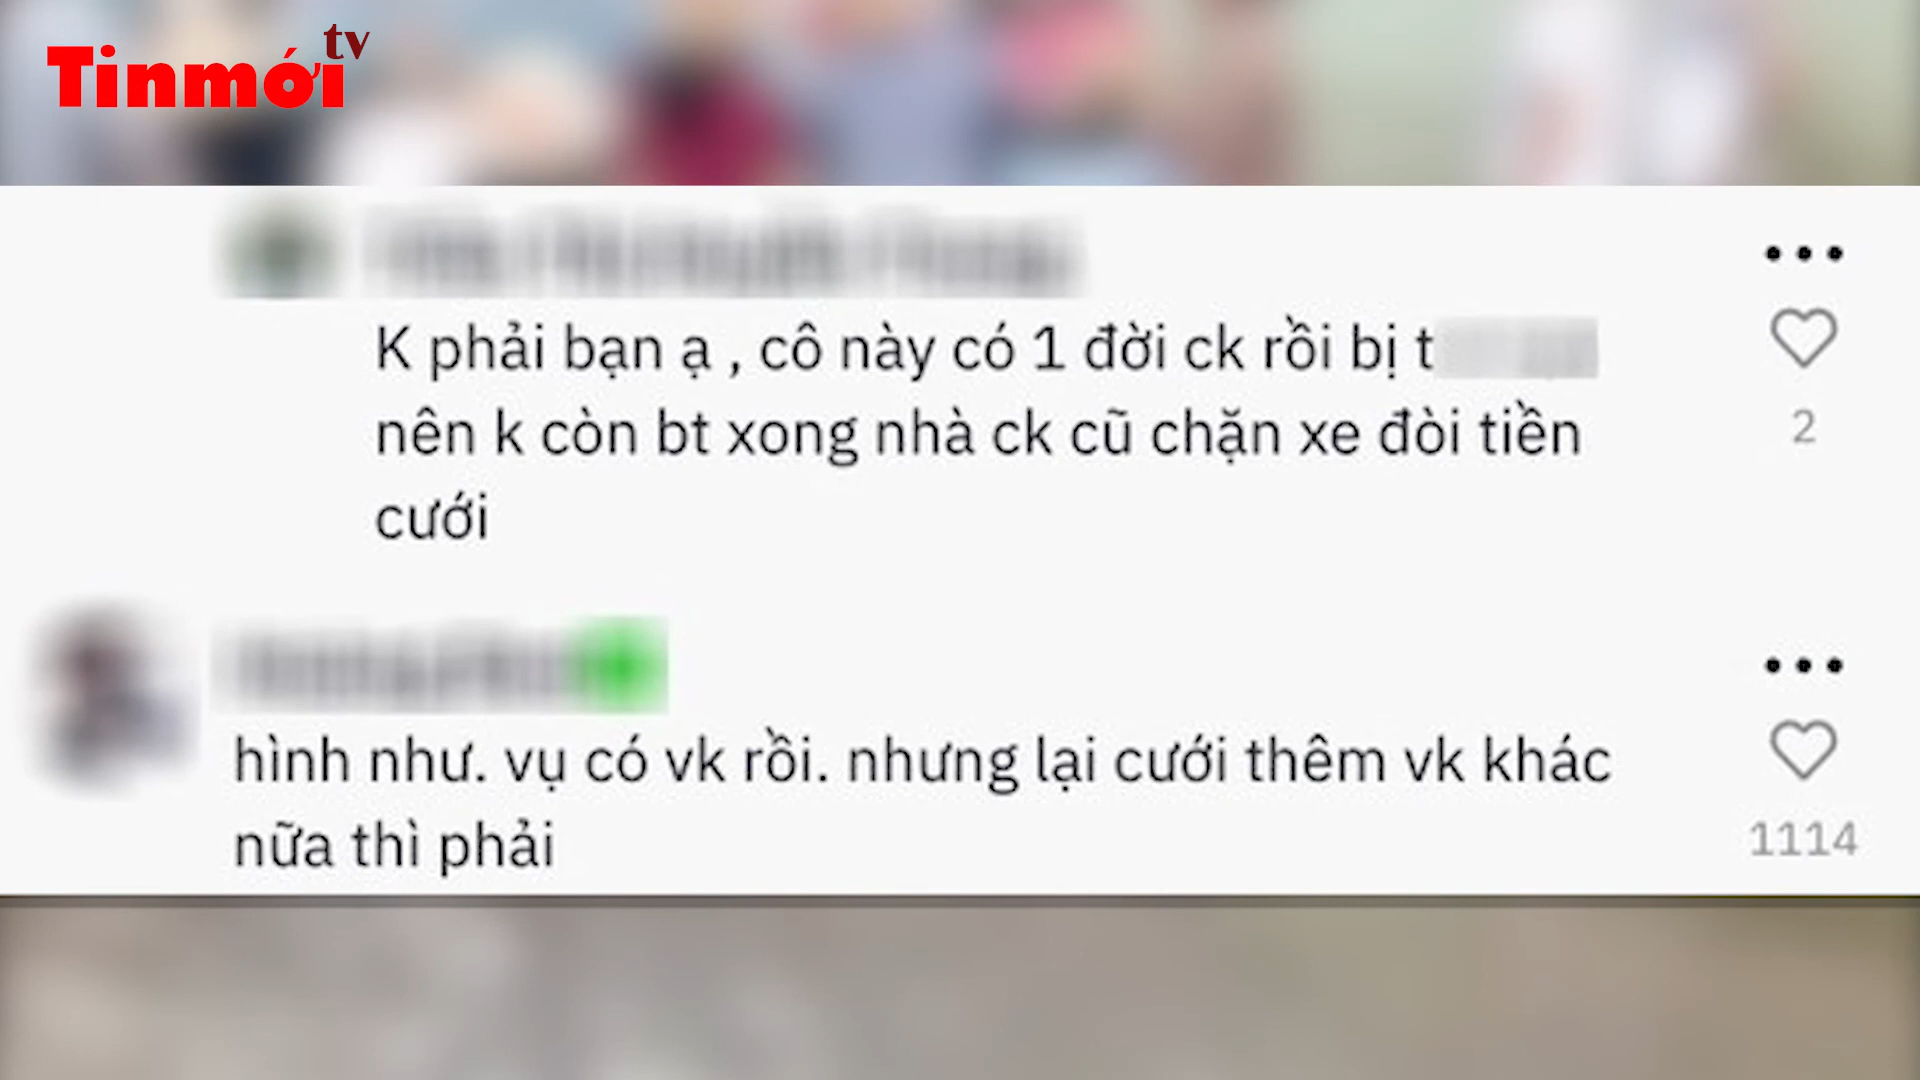 Tinmới tv
K phải bạn ạ , cô này có 1 đời ck rồi bị t
nên k còn bt xong nhà ck cũ chặn xe đòi tiền
cưới
2
hình như. vụ có vk rồi. nhưng lại cưới thêm vk khác
nữa thì phải
1114